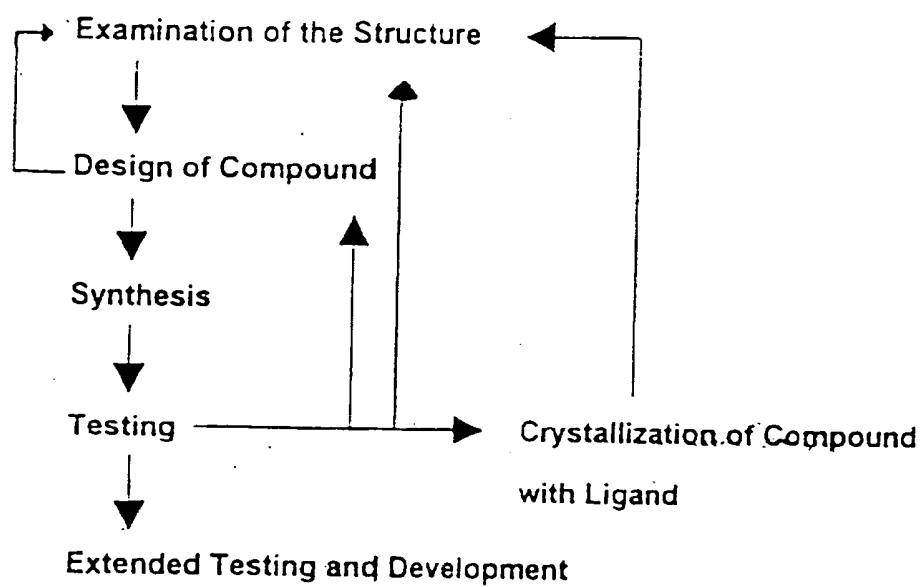 Examination of the Structure
Design of Compound
Synthesis
Testing
Crystallization of Compound
with Ligand
Extended Testing and Development